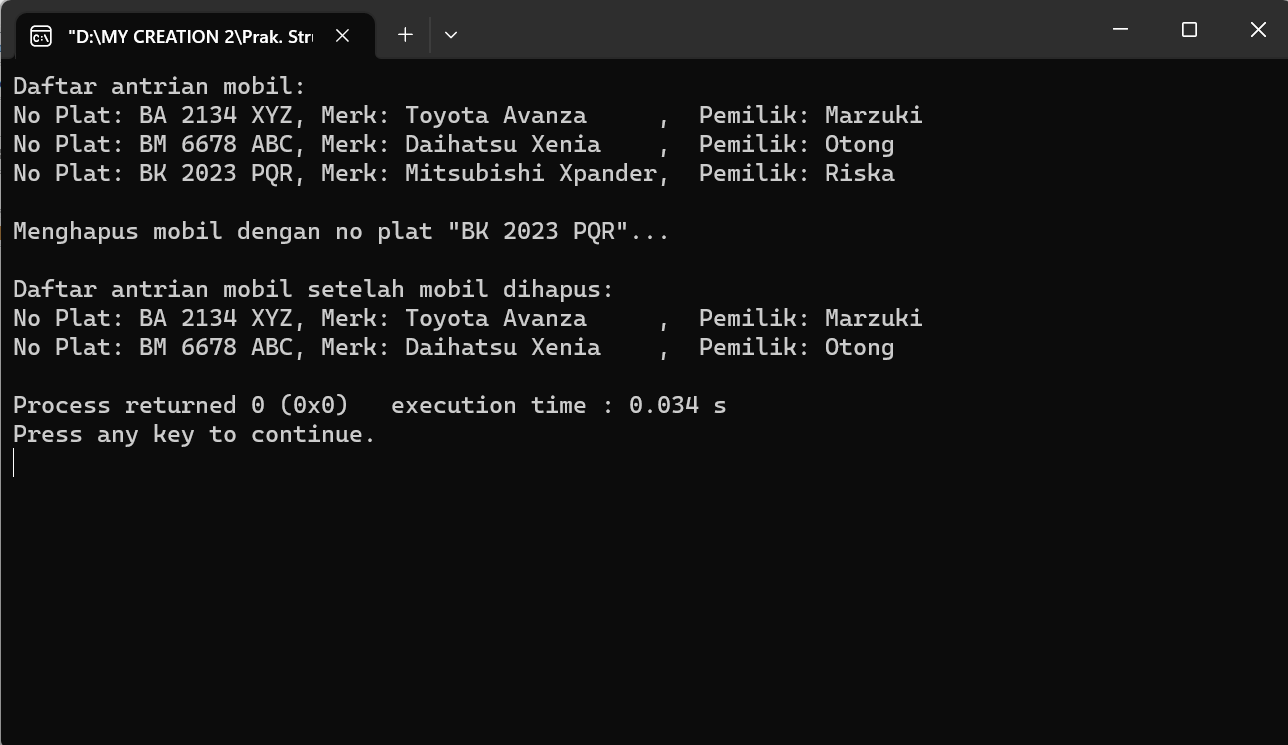 "D:\MY CREATION 2\Prak. Str
Daftar antrian mobil:
No Plat: BA 2134 XYZ, Merk: Toyota Avanza     ,  Pemilik: Marzuki
No Plat: BM 6678 ABC, Merk: Daihatsu Xenia    ,  Pemilik: Otong
No Plat: BK 2023 PQR, Merk: Mitsubishi Xpander,  Pemilik: Riska
Menghapus mobil dengan no plat "BK 2023 PQR"...
Daftar antrian mobil setelah mobil dihapus:
No Plat: BA 2134 XYZ, Merk: Toyota Avanza     ,  Pemilik: Marzuki
No Plat: BM 6678 ABC, Merk: Daihatsu Xenia    ,  Pemilik: Otong
Process returned 0 (0x0)   execution time : 0.034 s
Press any key to continue.